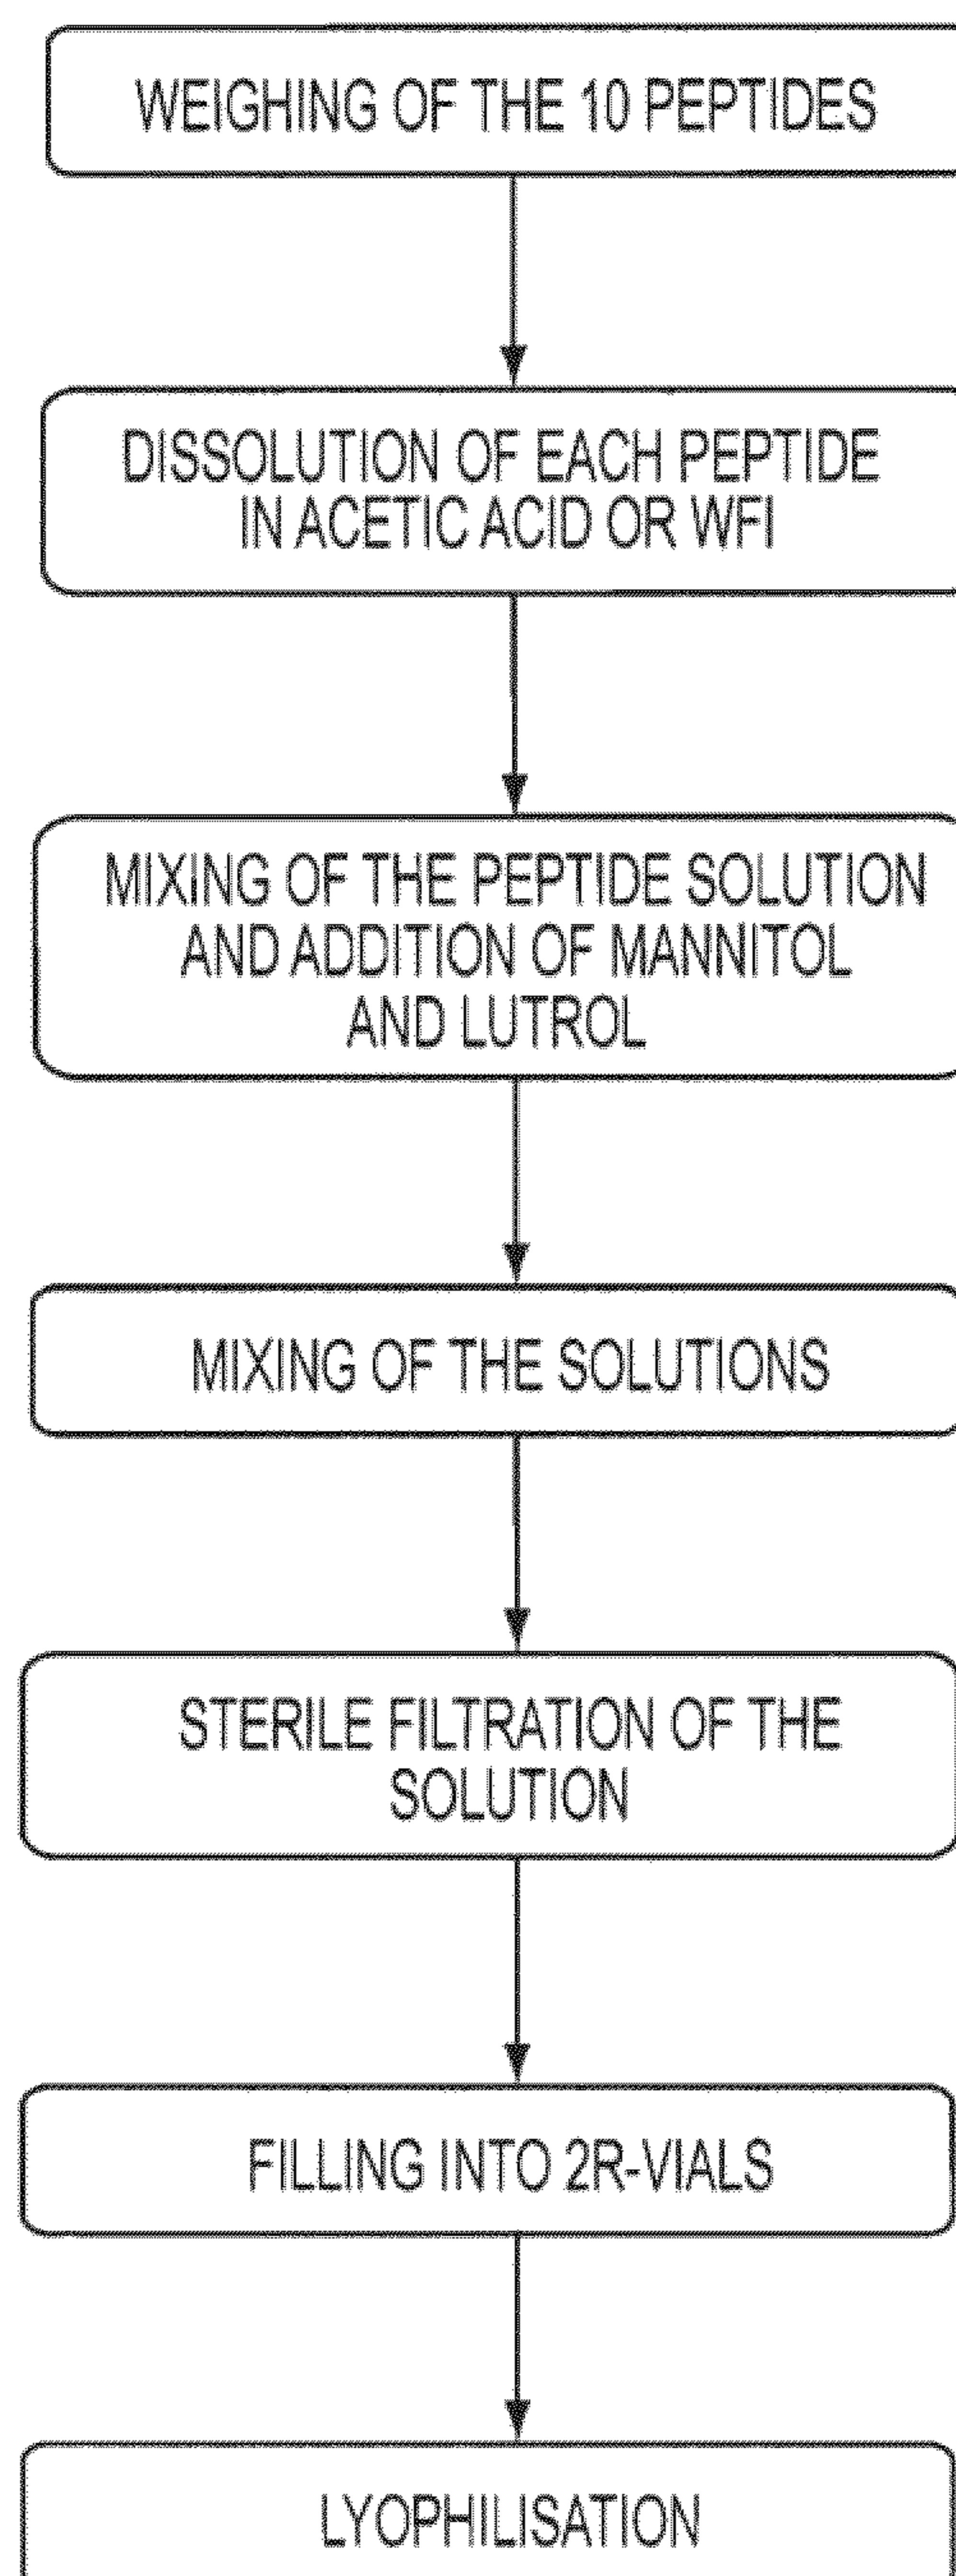 WEIGHING OF THE 10 PEPTIDES
DISSOLUTION OF EACH PEPTIDE
IN ACETIC ACID OR WFI
MIXING OF THE PEPTIDE SOLUTION
AND ADDITION OF MANNITOL
AND LUTROL
MIXING OF THE SOLUTIONS
STERILE FILTRATION OF THE
SOLUTION
FILLING INTO 2R-VIALS
LYOPHILISATION